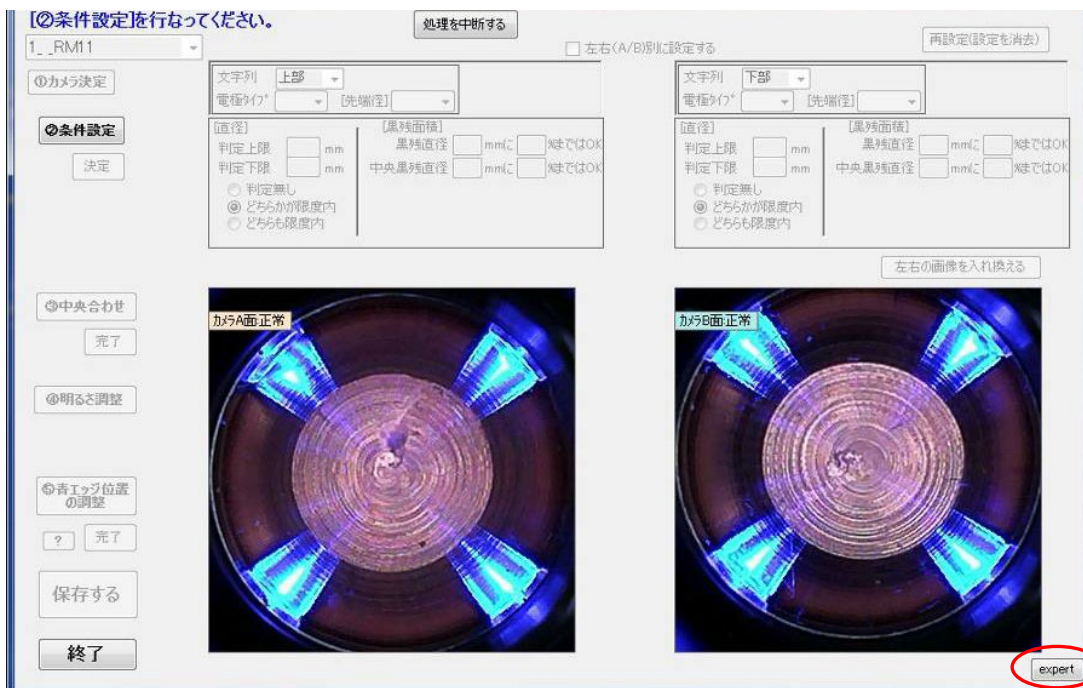 [②条件設定]を行なってください。
処理を中断する
1_ _RM11
左右(A/B)別に設定する
再設定(設定を消去)
①カメラ決定
文字列 上部
電極タイプ [先端径]
文字列 下部
電極タイプ [先端径]
②条件設定
決定
[直径]
判定上限 mm
判定下限 mm
判定無し
どちらかが限度内
どちらも限度内
[黒残面積]
黒残直径 mmに %まではOK
中央黒残直径 mmに %まではOK
[直径]
判定上限 mm
判定下限 mm
判定無し
どちらかが限度内
どちらも限度内
[黒残面積]
黒残直径 mmに %まではOK
中央黒残直径 mmに %まではOK
左右の画像を入れ換える
③中央合わせ
完了
カメラA面:正常
カメラB面:正常
④明るさ調整
⑤青エッジ位置
の調整
? 完了
保存する
終了
expert